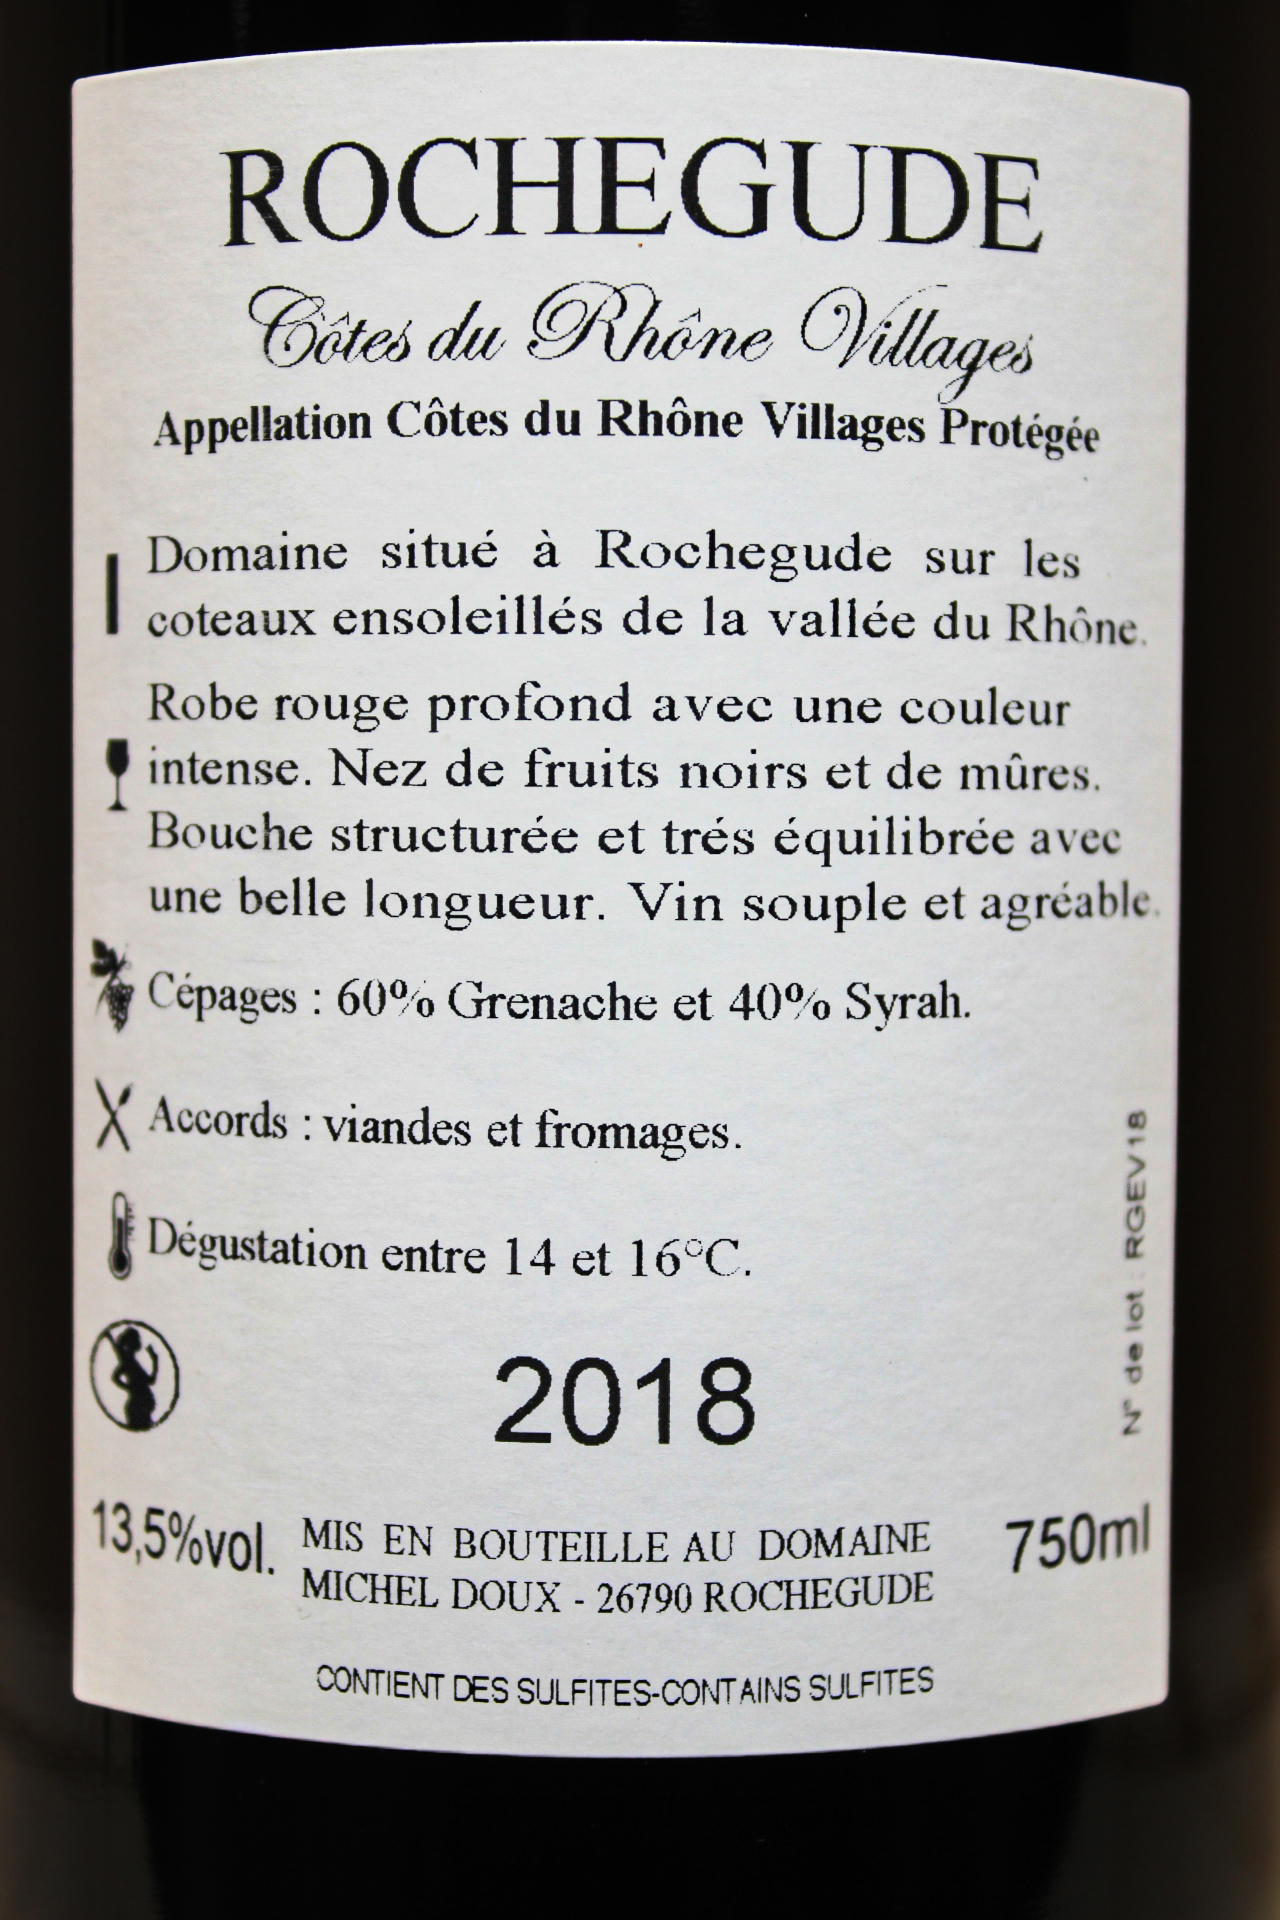 ROCHEGUDE
Côtes du Rhône Villages
Appellation Côtes du Rhône Villages Protégée
Domaine situé à Rochegude sur les
coteaux ensoleillés de la vallée du Rhône.
Robe rouge profond avec une couleur
intense. Nez de fruits noirs et de mûres.
Bouche structurée et trés équilibrée avec
une belle longueur. Vin souple et agréable.
Cépages : 60% Grenache et 40% Syrah.
Accords : viandes et fromages.
Dégustation entre 14 et 16°C.
N° de lot : RGEV18
2018
13,5%vol.
MIS EN BOUTEILLE AU DOMAINE
MICHEL DOUX - 26790 ROCHEGUDE
750ml
CONTIENT DES SULFITES-CONTAINS SULFITES